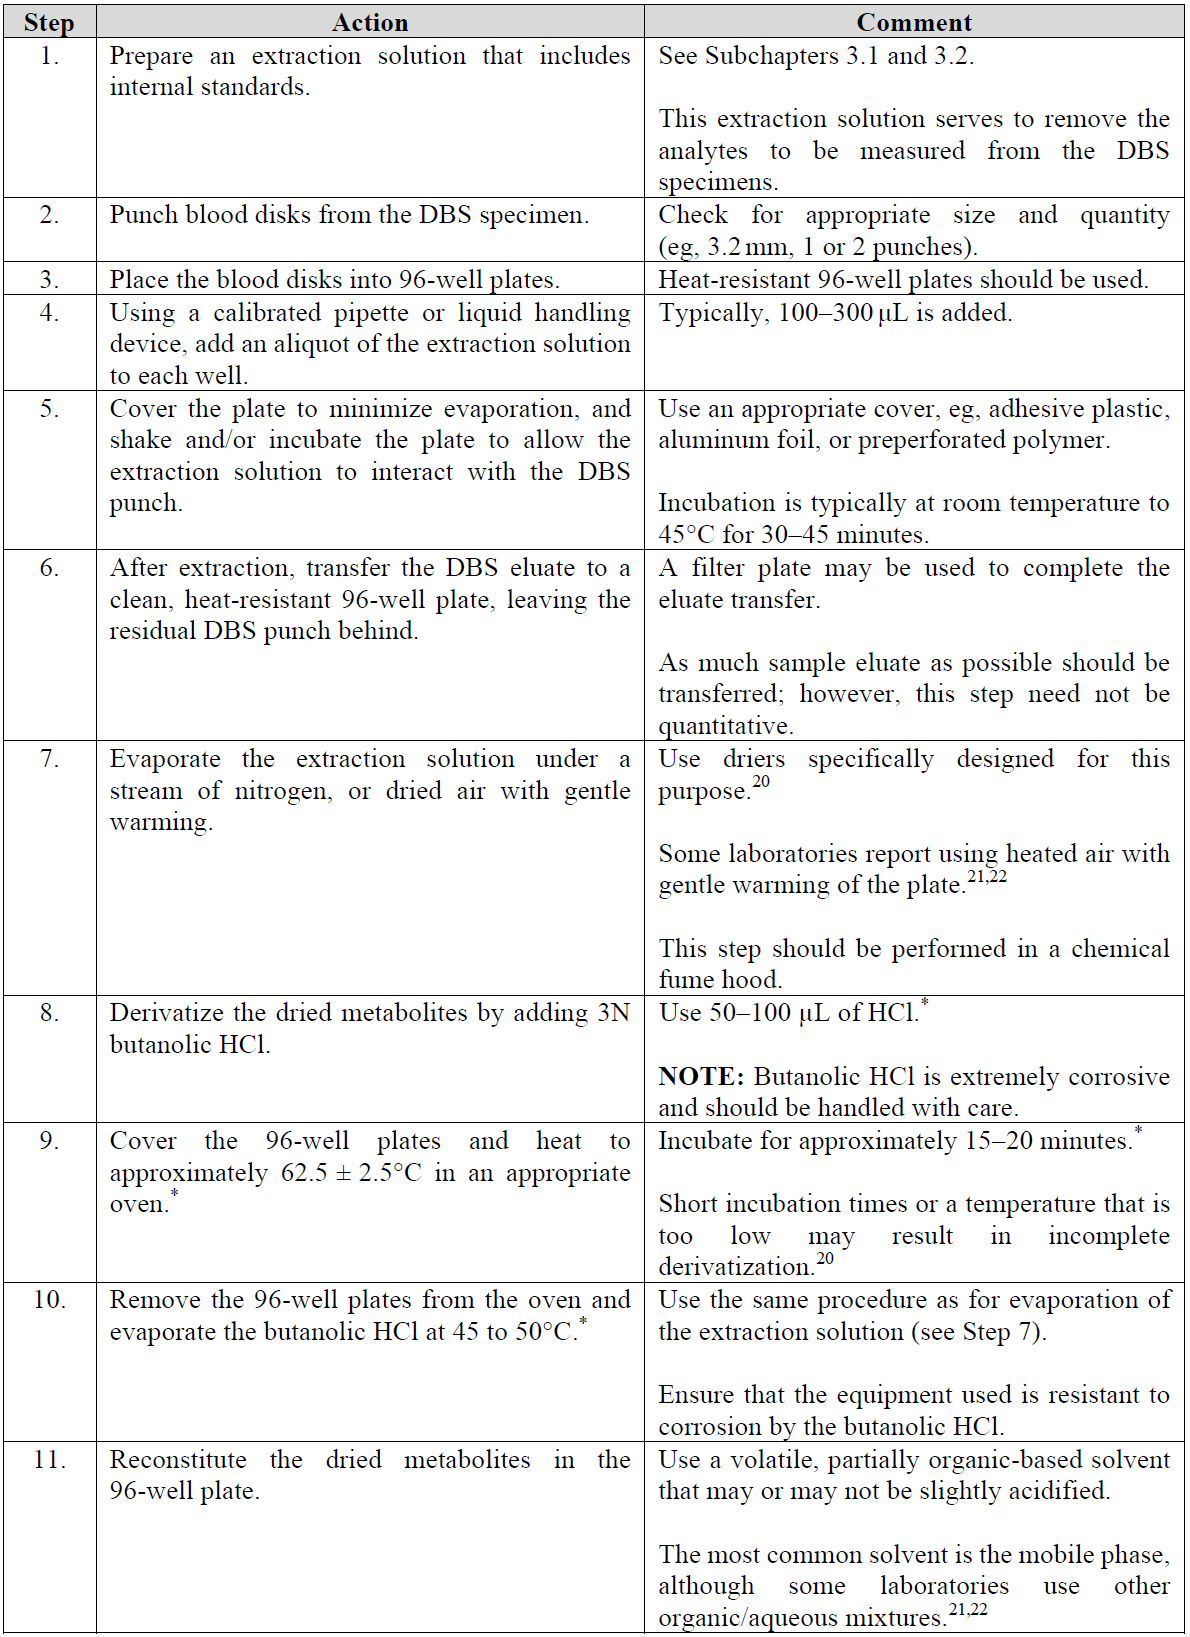 Step Action Comment
1. Prepare an extraction solution that includes
internal standards.
See Subchapters 3.1 and 3.2.
This extraction solution serves to remove the
analytes to be measured from the DBS
specimens.
2. Punch blood disks from the DBS specimen.
Check for appropriate size and quantity
(eg, 3.2 mm, 1 or 2 punches).
3. Place the blood disks into 96-well plates.
Heat-resistant 96-well plates should be used.
4. Using a calibrated pipette or liquid handling
device, add an aliquot of the extraction solution
to each well.
Typically, 100–300 µL is added.
5. Cover the plate to minimize evaporation, and
shake and/or incubate the plate to allow the
extraction solution to interact with the DBS
punch.
Use an appropriate cover, eg, adhesive plastic,
aluminum foil, or preperforated polymer.
Incubation is typically at room temperature to
45°C for 30–45 minutes.
6. After extraction, transfer the DBS eluate to a
clean, heat-resistant 96-well plate, leaving the
residual DBS punch behind.
A filter plate may be used to complete the
eluate transfer.
As much sample eluate as possible should be
transferred; however, this step need not be
quantitative.
7. Evaporate the extraction solution under a
stream of nitrogen, or dried air with gentle
warming.
Use driers specifically designed for this
purpose.20
Some laboratories report using heated air with
gentle warming of the plate.21,22
This step should be performed in a chemical
fume hood.
8. Derivatize the dried metabolites by adding 3N
butanolic HCl.
Use 50–100 µL of HCl.*
NOTE: Butanolic HCl is extremely corrosive
and should be handled with care.
9. Cover the 96-well plates and heat to
approximately 62.5 ± 2.5°C in an appropriate
oven.*
Incubate for approximately 15–20 minutes.*
Short incubation times or a temperature that is
too low may result in incomplete
derivatization.20
10. Remove the 96-well plates from the oven and
evaporate the butanolic HCl at 45 to 50°C.*
Use the same procedure as for evaporation of
the extraction solution (see Step 7).
Ensure that the equipment used is resistant to
corrosion by the butanolic HCl.
11. Reconstitute the dried metabolites in the
96-well plate.
Use a volatile, partially organic-based solvent
that may or may not be slightly acidified.
The most common solvent is the mobile phase,
although some laboratories use other
organic/aqueous mixtures.21,22